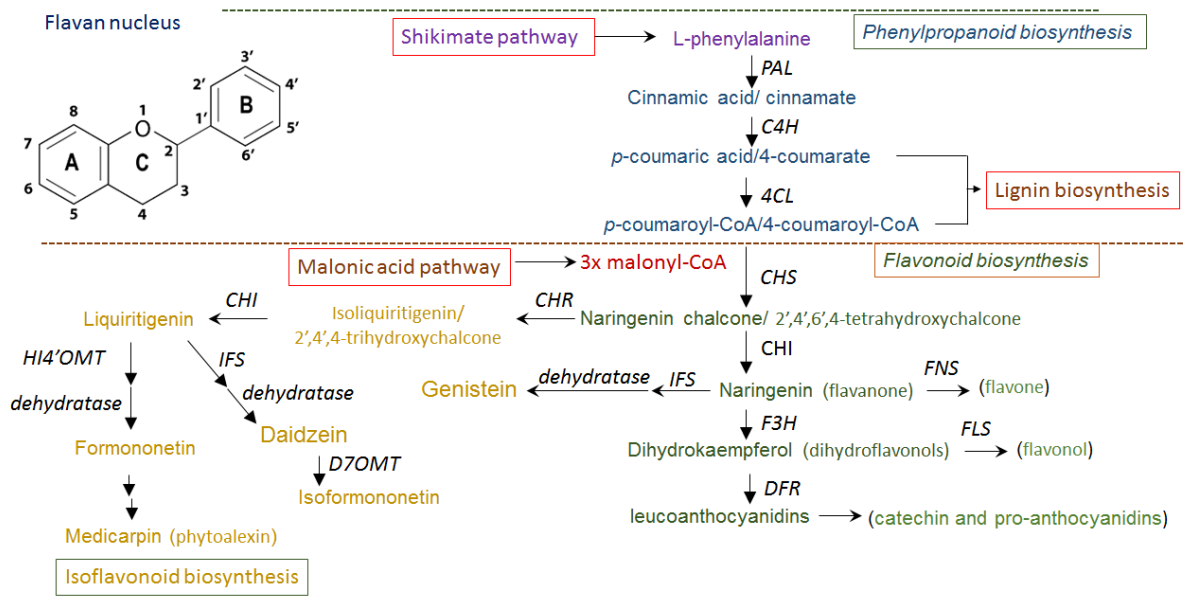 Flavan nucleus
Shikimate pathway
L-phenylalanine
Phenylpropanoid biosynthesis
PAL
Cinnamic acid/ cinnamate
C4H
p-coumaric acid/4-coumarate
4CL
Lignin biosynthesis
p-coumaroyl-CoA/4-coumaroyl-CoA
3′
2′
4′
B
1′
5′
6′
8
1
O
7
A
C
2
6
3
5
4
Malonic acid pathway
3x malonyl-CoA
CHS
Flavonoid biosynthesis
Liquiritigenin
CHI
Isoliquiritigenin/
2′,4′,4-trihydroxychalcone
CHR
Naringenin chalcone/ 2′,4′,6′,4-tetrahydroxychalcone
CHI
HI4'OMT
dehydratase
IFS
dehydratase
Genistein
dehydratase
IFS
Naringenin (flavanone)
FNS
(flavone)
F3H
Formononetin
Daidzein
Dihydrokaempferol (dihydroflavonols)
FLS
(flavonol)
D7OMT
Isoformononetin
DFR
leucoanthocyanidins
(catechin and pro-anthocyanidins)
Medicarpin (phytoalexin)
Isoflavonoid biosynthesis